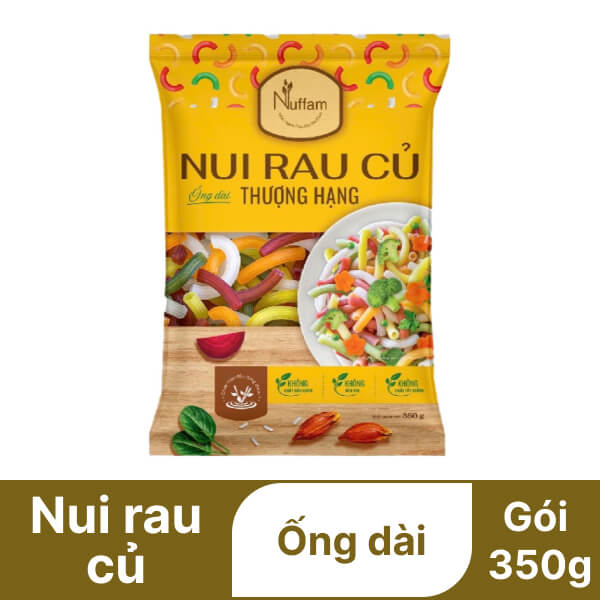 Nuffam
NUI RAU CỦ
Ống dài
THƯỢNG HẠNG
KHÔNG
KHÔNG
KHÔNG
350 g
Nui rau
củ
Ống dài
Gói
350g